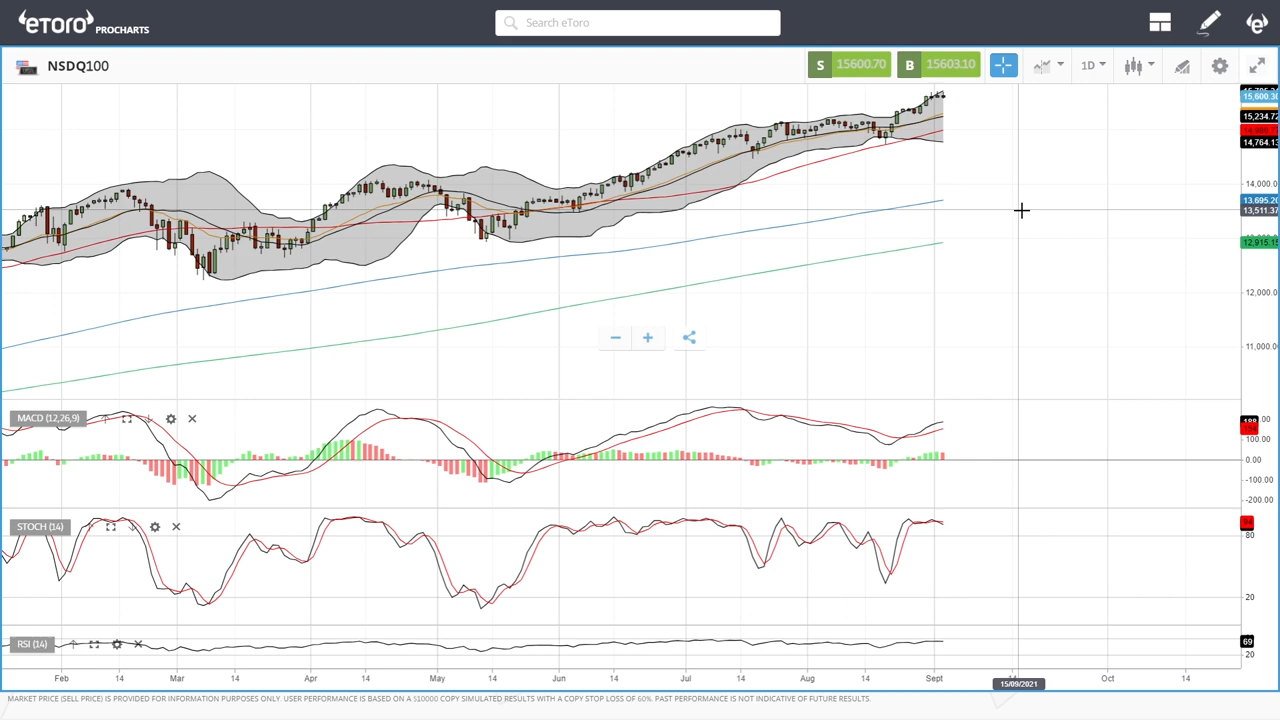 eToro PROCHARTS
Search eToro
NSDQ100
S 15600.70 B 15603.10 1D
15,600.38
15,234.72
14,764.13
14,000.
13,695.20
13,511.37
12,915.15
12,000.
11,000.
MACD (12,26,9)
100.00
0.00
-100.00
-200.00
STOCH (14)
80
20
RSI (14)
69
20
Feb 14 Mar 14 Apr 14 May 14 Jun 14 Jul 14 Aug 14 Sept Oct 14
15/09/2021
MARKET PRICE (SELL PRICE) IS PROVIDED FOR INFORMATION PURPOSES ONLY. USER PERFORMANCE IS BASED ON A $10000 COPY SIMULATED RESULTS WITH A COPY STOP LOSS OF 60%. PAST PERFORMANCE IS NOT INDICATIVE OF FUTURE RESULTS.